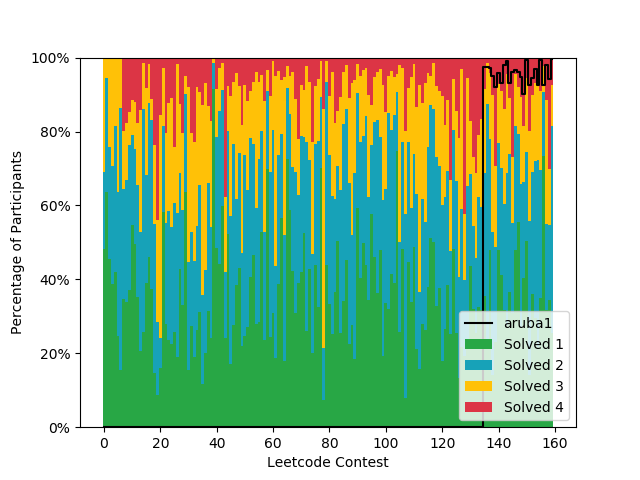 100%
80%
60%
40%
20%
0%
Percentage of Participants
0 20 40 60 80 100 120 140 160
Leetcode Contest
aruba1
Solved 1
Solved 2
Solved 3
Solved 4